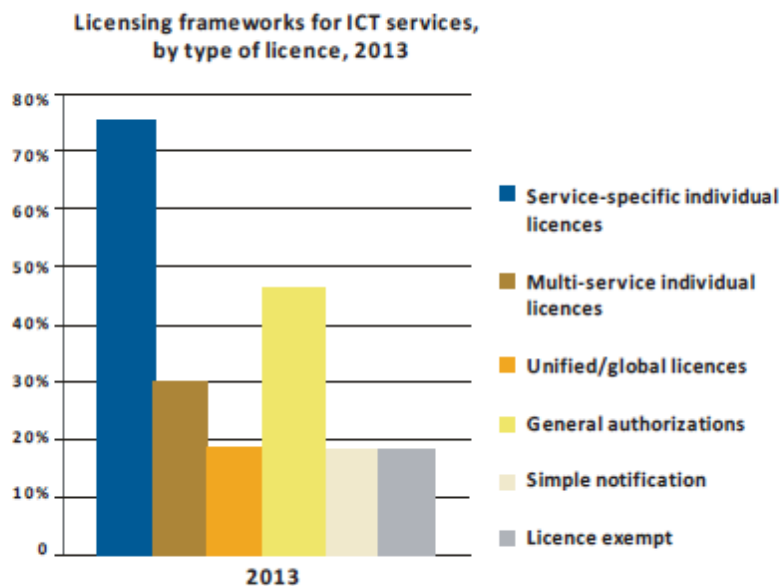 Licensing frameworks for ICT services,
by type of licence, 2013
80%
70%
60%
50%
40%
30%
20%
10%
0
2013
Service-specific individual
licences
Multi-service individual
licences
Unified/global licences
General authorizations
Simple notification
Licence exempt